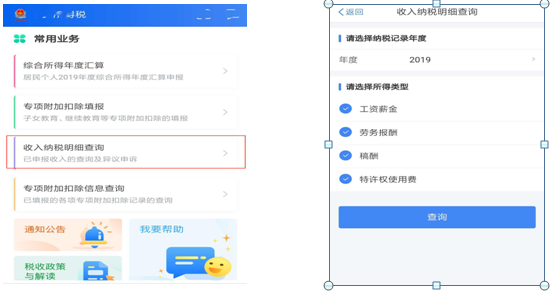 常用业务
综合所得年度汇算
居民个人2019年度综合所得年度汇算申报
专项附加扣除填报
子女教育、继续教育等专项附加扣除的填报
收入纳税明细查询
已申报收入的查询及异议申诉
专项附加扣除信息查询
已填报的各项专项附加扣除记录的查询
通知公告
我要帮助
税收政策
与解读
返回
收入纳税明细查询
请选择纳税记录年度
年度
2019
请选择所得类型
工资薪金
劳务报酬
稿酬
特许权使用费
查询